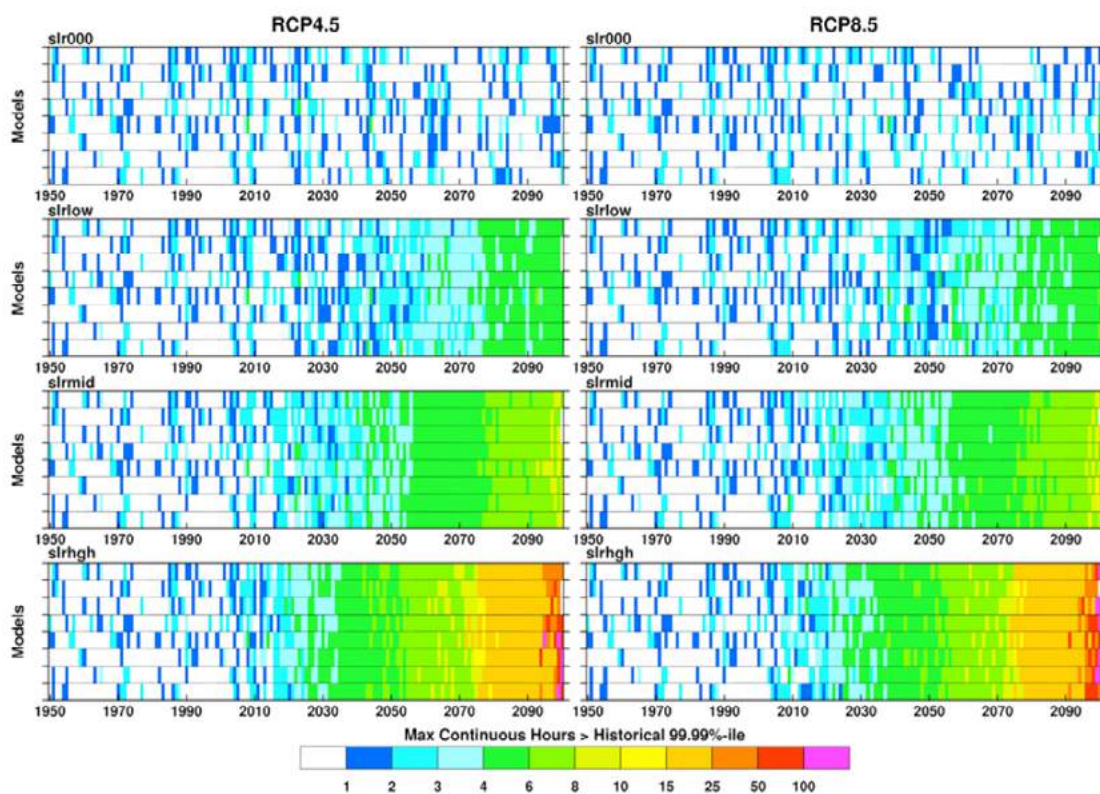 RCP4.5 RCP8.5
slr000 slr000
Models
1950 1970 1990 2010 2030 2050 2070 2090 1950 1970 1990 2010 2030 2050 2070 2090
slrlow slrlow
Models Models
1950 1970 1990 2010 2030 2050 2070 2090 1950 1970 1990 2010 2030 2050 2070 2090
slrmid slrmid
Models Models
1950 1970 1990 2010 2030 2050 2070 2090 1950 1970 1990 2010 2030 2050 2070 2090
slrhgh slrhgh
Models Models
1950 1970 1990 2010 2030 2050 2070 2090 1950 1970 1990 2010 2030 2050 2070 2090
Max Continuous Hours > Historical 99.99%-ile
1 2 3 4 6 8 10 15 25 50 100